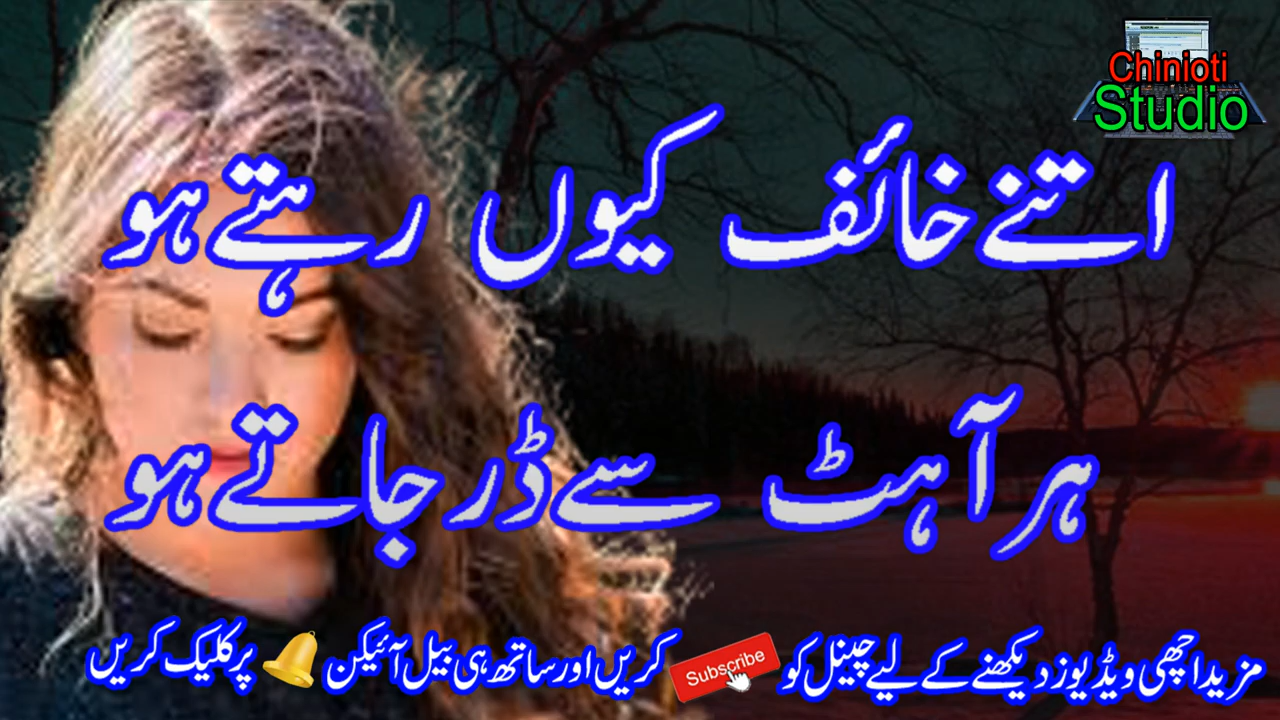 Chinioti
Studio
اتنے خائف کیوں رہتے ہو
ہر آہٹ سے ڈر جاتے ہو
مزید اچھی ویڈیوز دیکھنے کے لیے چینل کو Subscribe کریں اور ساتھ ہی بیل آئیکن پر کلیک کریں